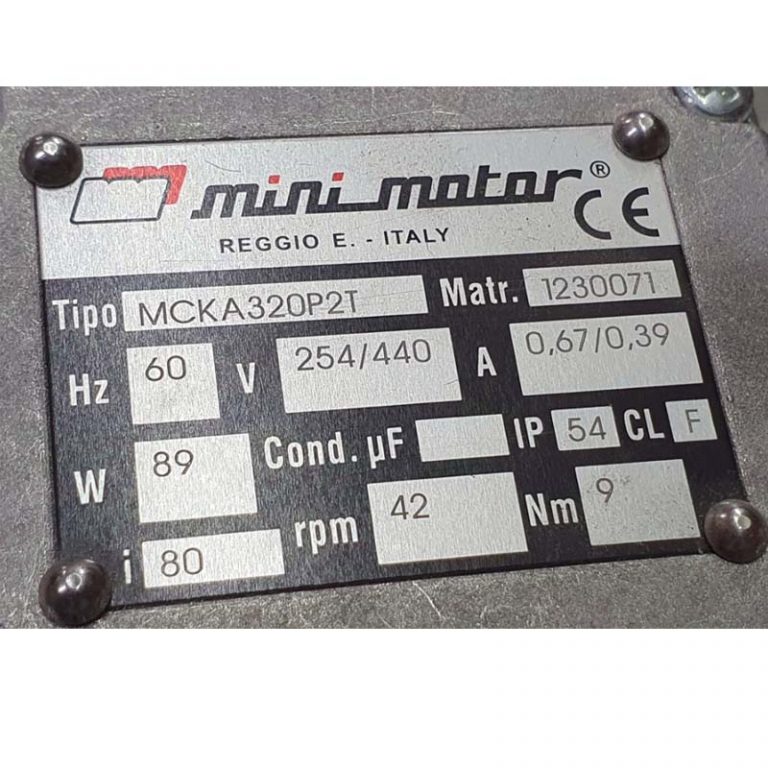 mini motor®
CE
REGGIO E. - ITALY
Tipo MCKA320P2T Matr. 1230071
Hz 60 V 254/440 A 0,67/0,39
W 89 Cond. µF IP 54 CL F
i 80 rpm 42 Nm 9